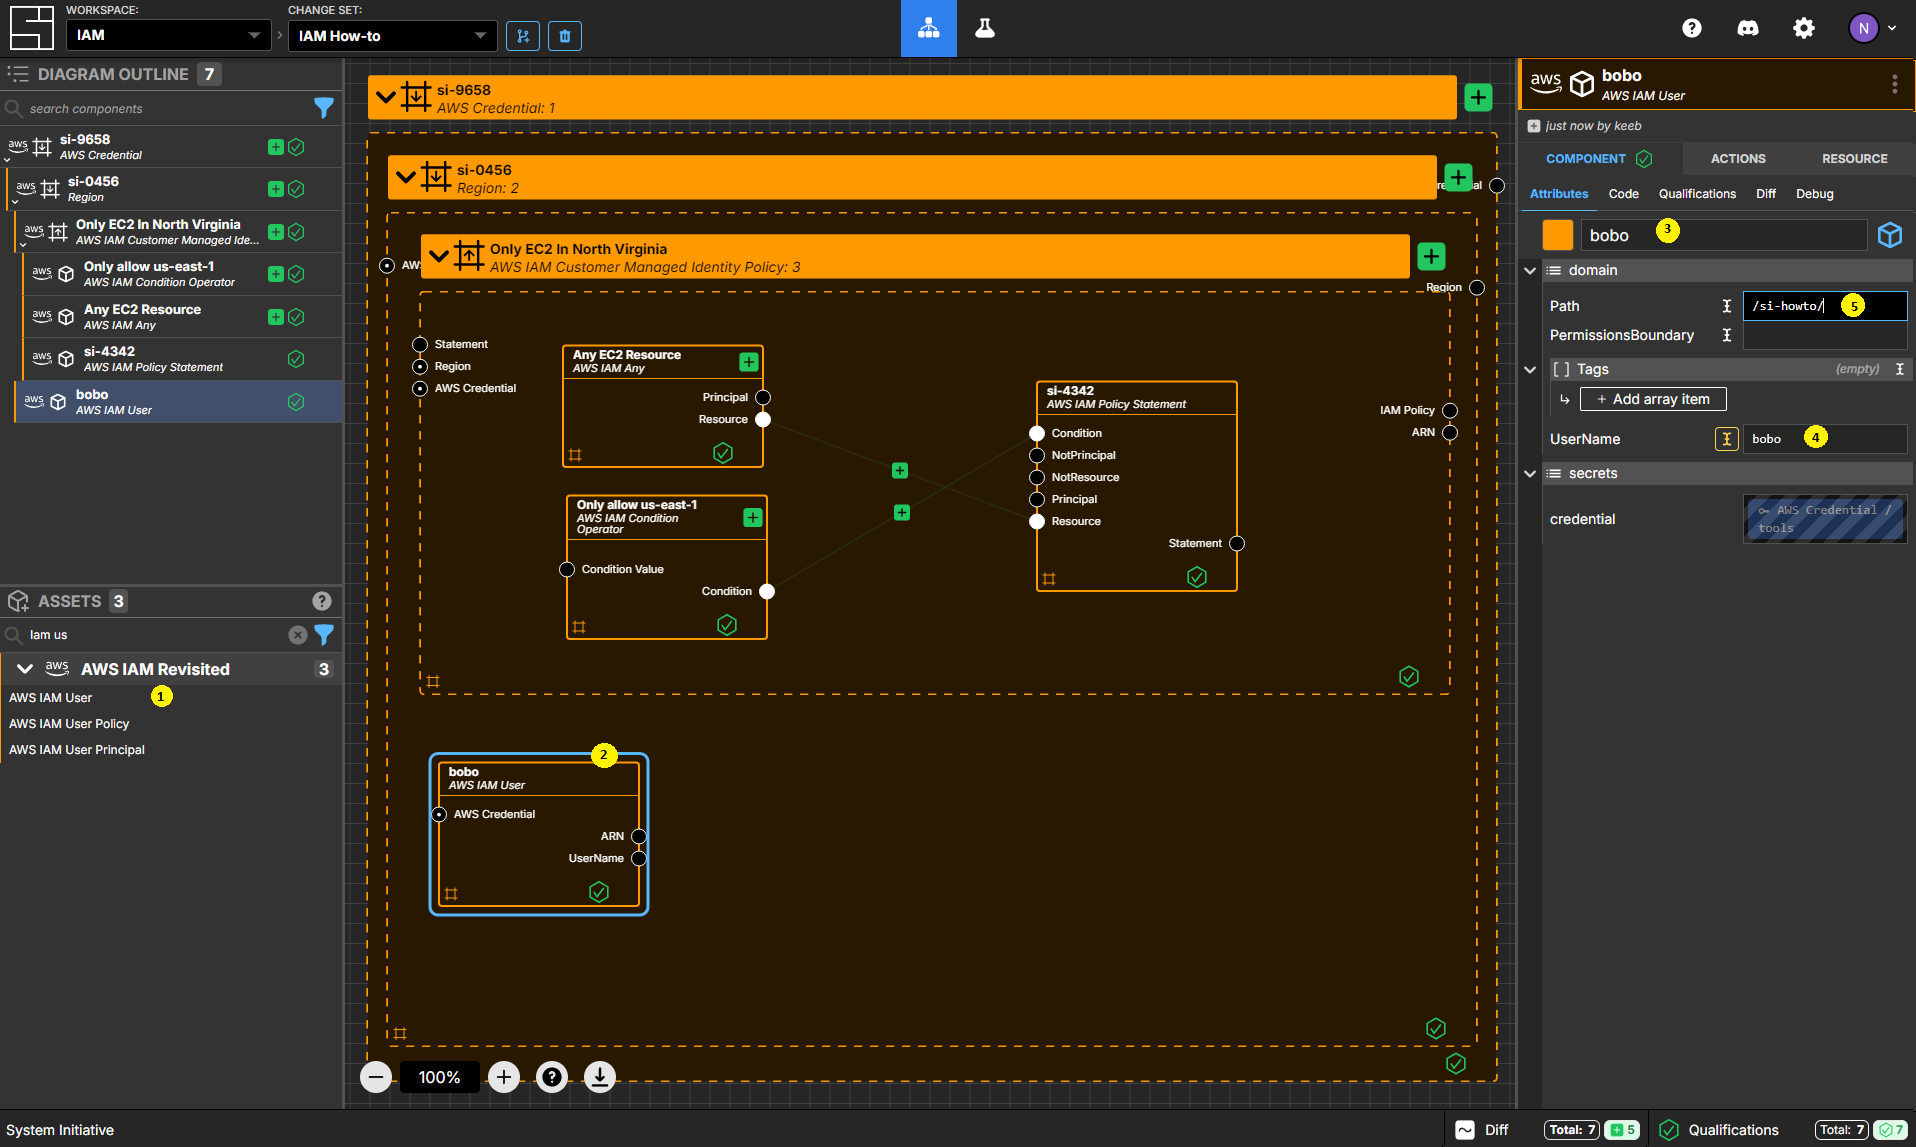 WORKSPACE:
IAM
CHANGE SET:
IAM How-to
N
DIAGRAM OUTLINE 7
search components
aws si-9658
AWS Credential
aws si-0456
Region
aws Only EC2 In North Virginia
AWS IAM Customer Managed Ide...
aws Only allow us-east-1
AWS IAM Condition Operator
aws Any EC2 Resource
AWS IAM Any
aws si-4342
AWS IAM Policy Statement
aws bobo
AWS IAM User
ASSETS 3
Iam us
aws AWS IAM Revisited 3
AWS IAM User 1
AWS IAM User Policy
AWS IAM User Principal
si-9658
AWS Credential: 1
si-0456
Region: 2
Only EC2 In North Virginia
AWS IAM Customer Managed Identity Policy: 3
Region
Statement
Region
AWS Credential
Any EC2 Resource
AWS IAM Any
Principal
Resource
Only allow us-east-1
AWS IAM Condition
Operator
Condition Value
Condition
si-4342
AWS IAM Policy Statement
Condition
NotPrincipal
NotResource
Principal
Resource
Statement
IAM Policy
ARN
2
bobo
AWS IAM User
AWS Credential
ARN
UserName
100%
aws bobo
AWS IAM User
just now by keeb
COMPONENT
ACTIONS
RESOURCE
Attributes
Code
Qualifications
Diff
Debug
bobo 3
domain
Path /si-howto/ 5
PermissionsBoundary
[ ] Tags (empty)
+ Add array item
UserName bobo 4
secrets
credential AWS Credential /
tools
System Initiative
Diff Total: 7 5
Qualifications Total: 7 7